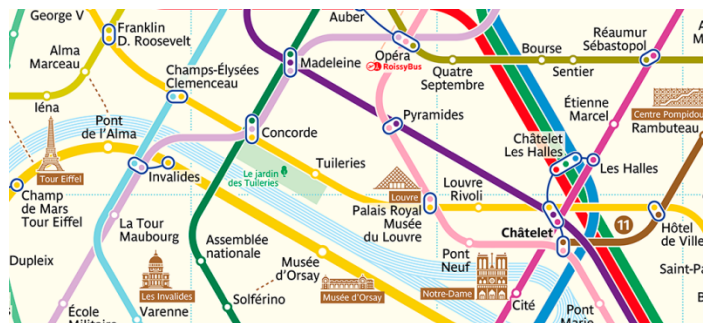 George V
Franklin
D. Roosevelt
Auber
Opéra
RoissyBus
Réaumur
Sébastopol
Alma
Marceau
Champs-Élysées
Clemenceau
Madeleine
Quatre
Septembre
Bourse
Sentier
Iéna
Pont
de l'Alma
Concorde
Pyramides
Étienne
Marcel
Centre Pompidou
Rambuteau
Châtelet
Les Halles
Les Halles
Tour Eiffel
Invalides
Le jardin
des Tuileries
Tuileries
Louvre
Champ
de Mars
Tour Eiffel
Palais Royal
Musée
du Louvre
Louvre
Rivoli
11
Hôtel
de Ville
La Tour
Maubourg
Châtelet
Dupleix
Assemblée
nationale
Musée
d'Orsay
Pont
Neuf
Saint-Pa
Les Invalides
Musée d'Orsay
Notre-Dame
École
Militaire
Varenne
Solférino
Cité
Pont
Marie